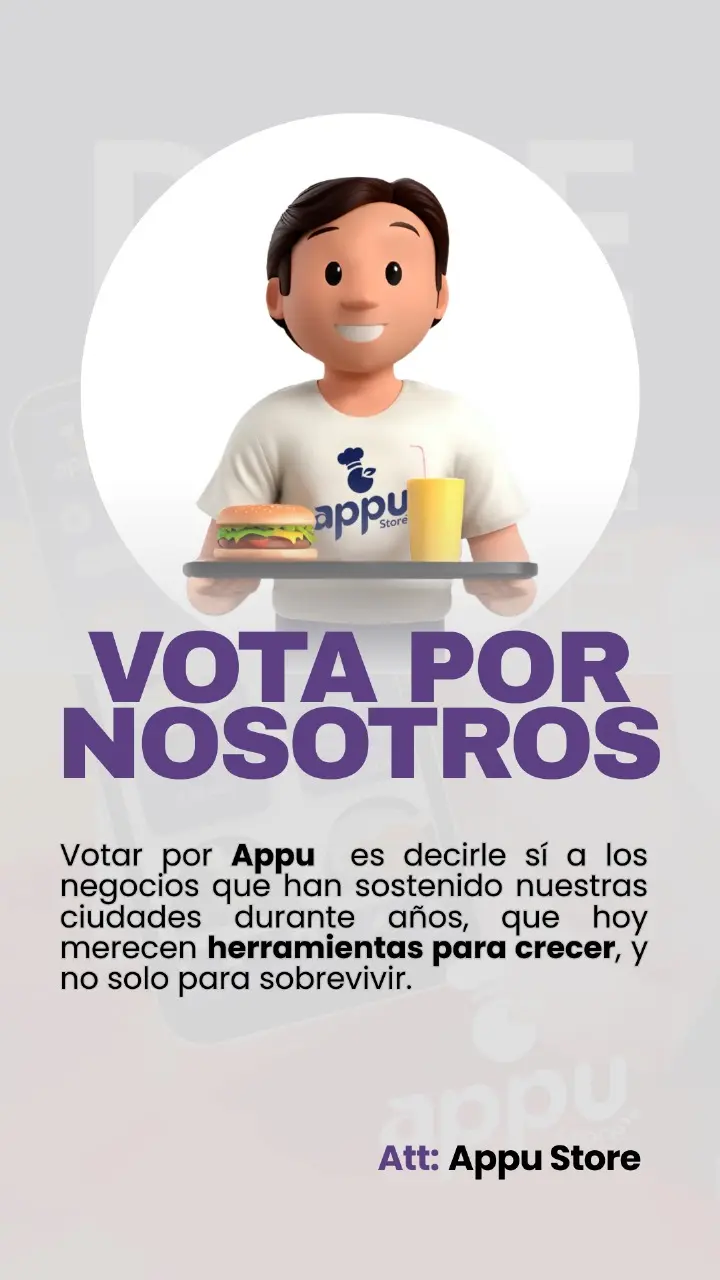 appu
Store
VOTA POR
NOSOTROS
Votar por Appu es decirle sí a los
negocios que han sostenido nuestras
ciudades durante años, que hoy
merecen herramientas para crecer, y
no solo para sobrevivir.
appu
Att: Appu Store